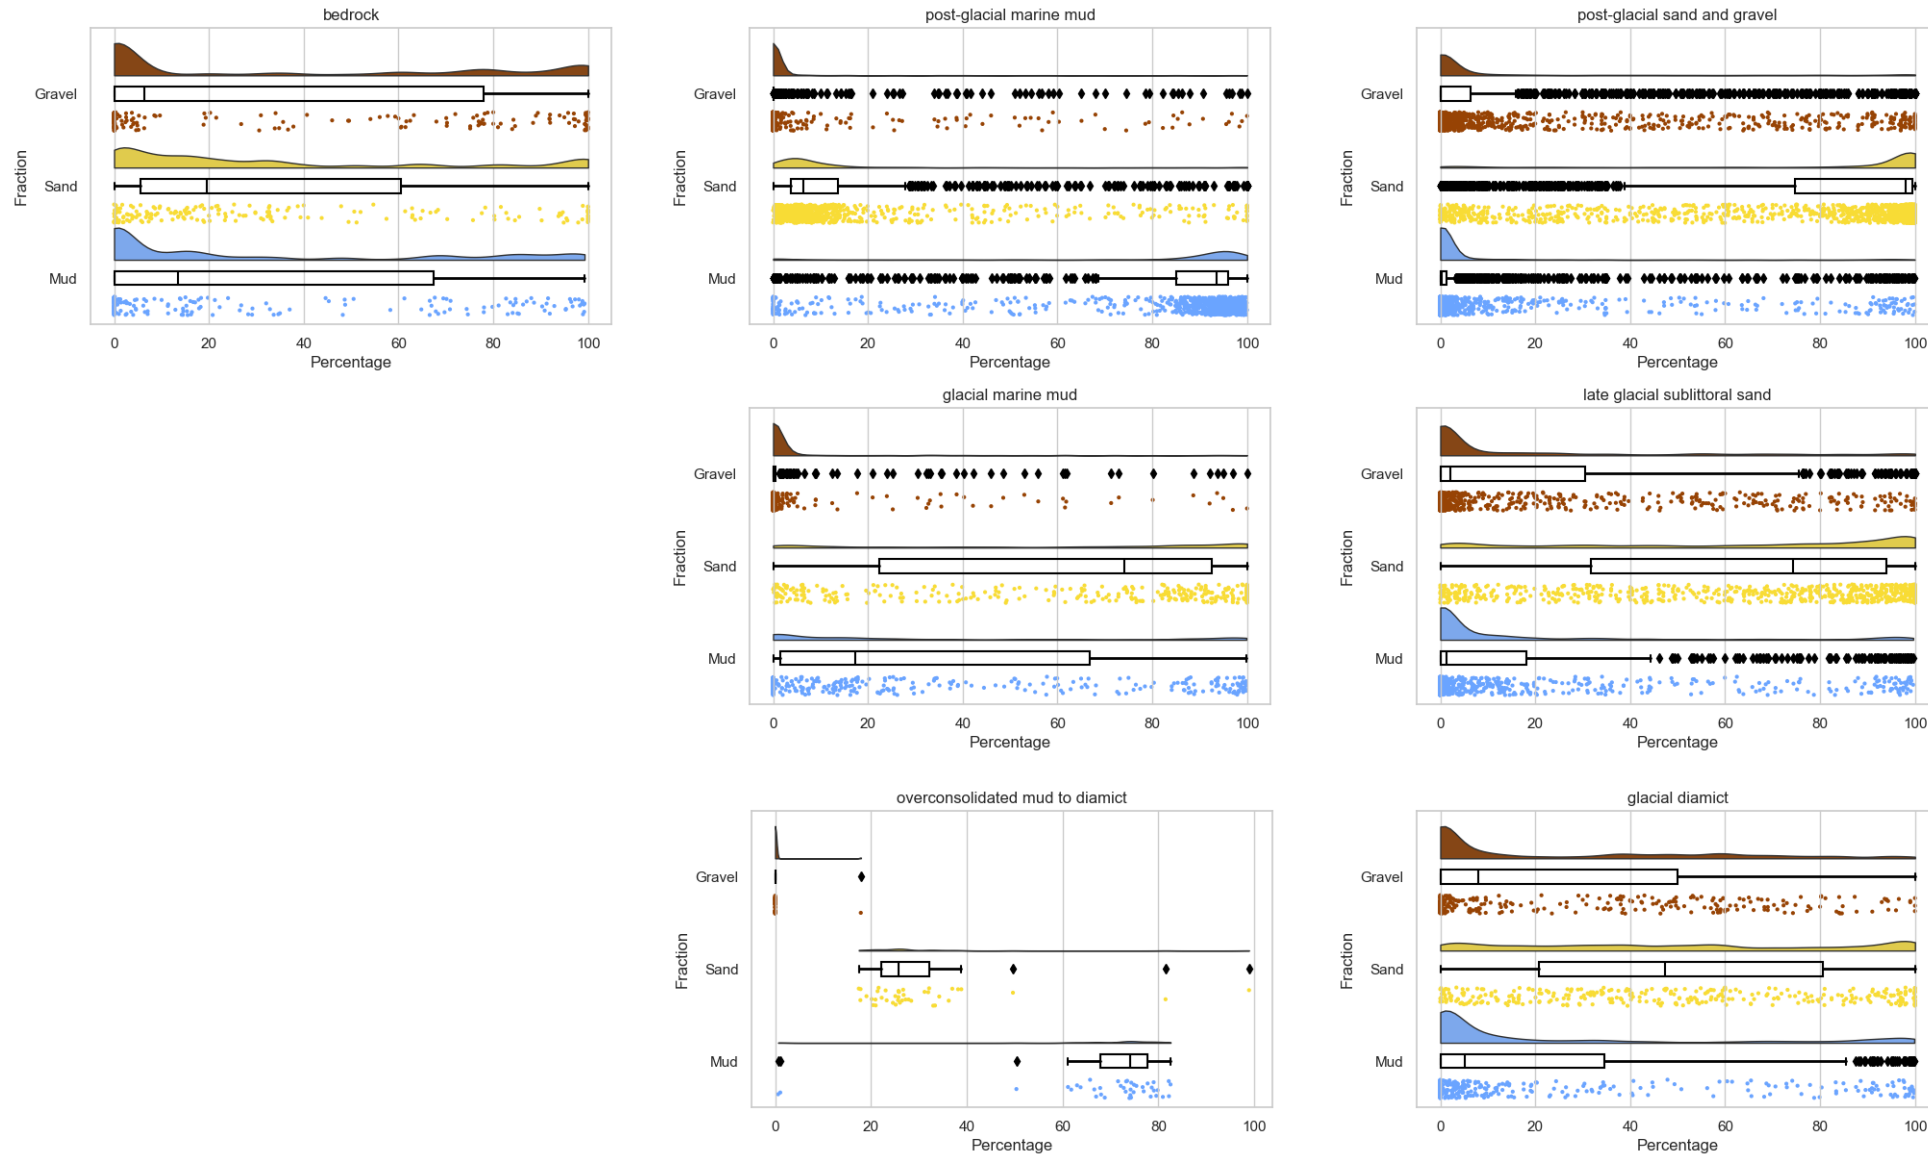 bedrock
Fraction
Gravel
Sand
Mud
0 20 40 60 80 100
Percentage
post-glacial marine mud
Fraction
Gravel
Sand
Mud
0 20 40 60 80 100
Percentage
post-glacial sand and gravel
Fraction
Gravel
Sand
Mud
0 20 40 60 80 100
Percentage
glacial marine mud
Fraction
Gravel
Sand
Mud
0 20 40 60 80 100
Percentage
late glacial sublittoral sand
Fraction
Gravel
Sand
Mud
0 20 40 60 80 100
Percentage
overconsolidated mud to diamict
Fraction
Gravel
Sand
Mud
0 20 40 60 80 100
Percentage
glacial diamict
Fraction
Gravel
Sand
Mud
0 20 40 60 80 100
Percentage